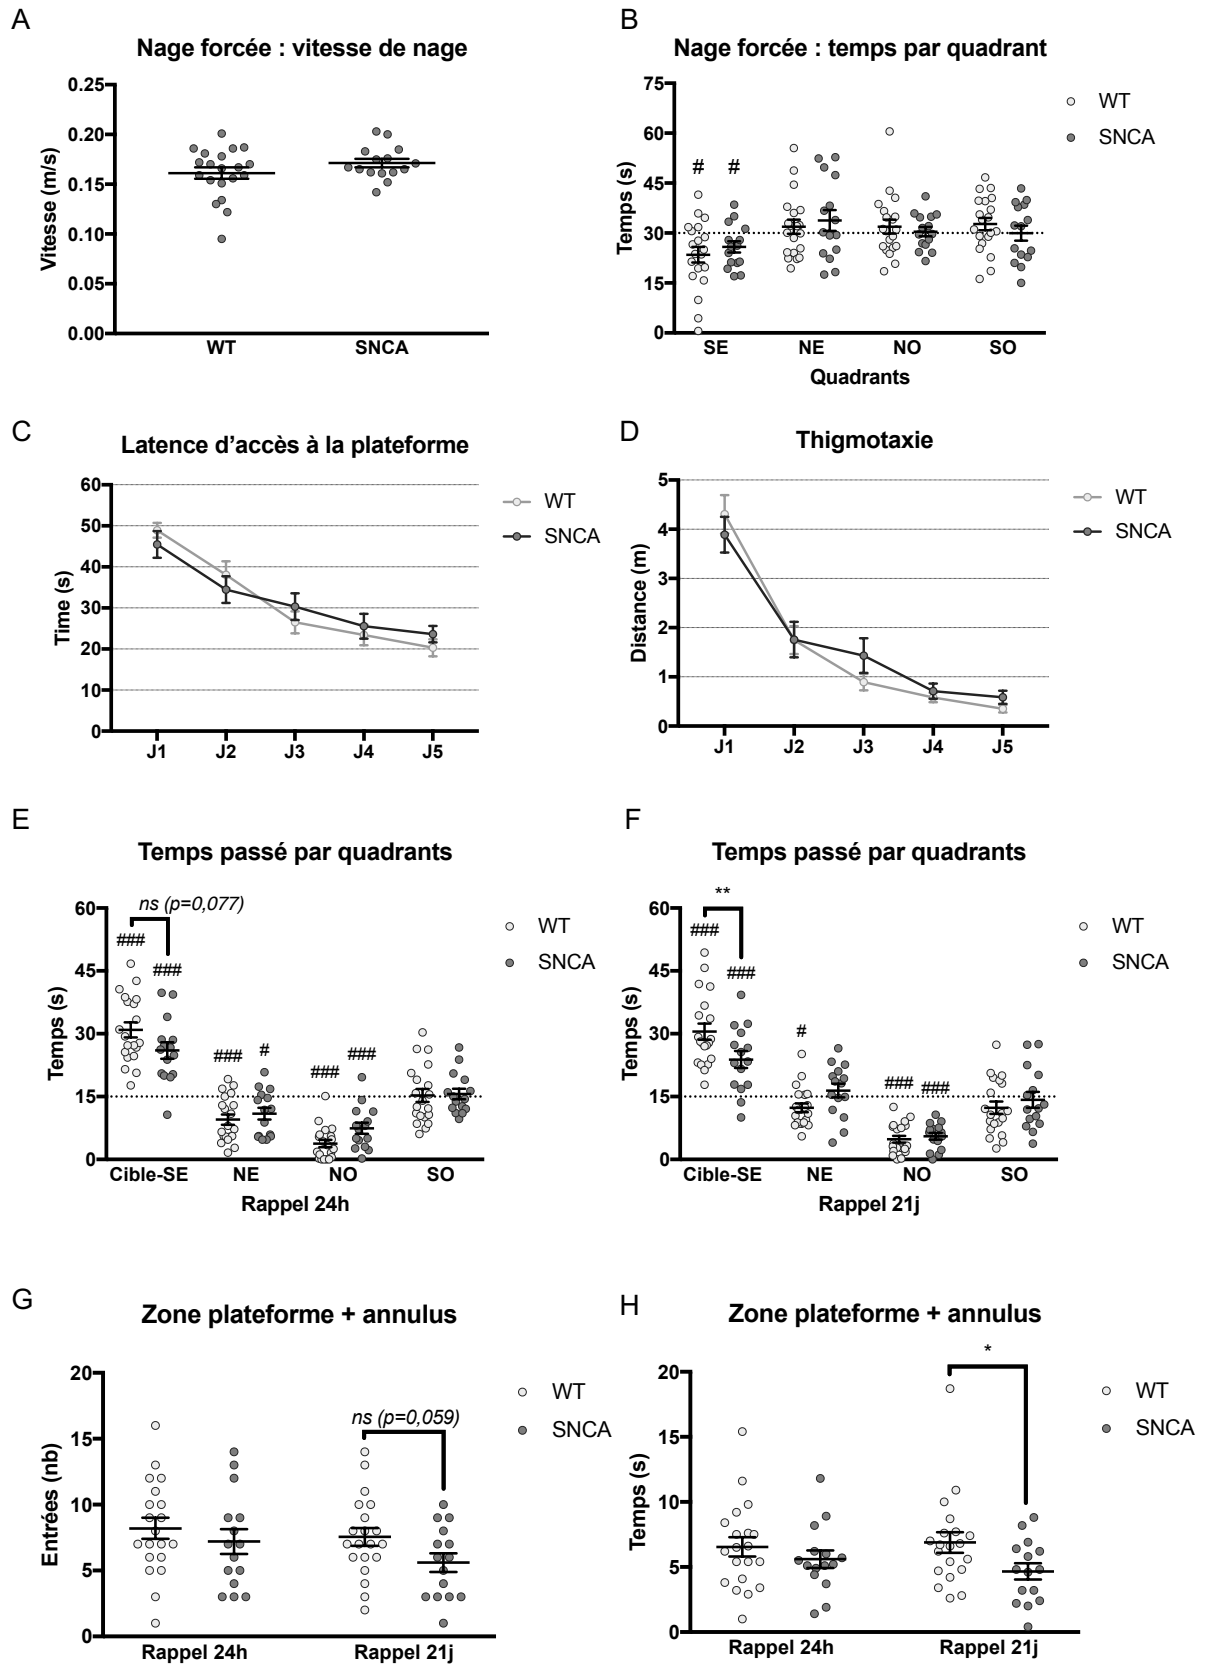 A
Nage forcée : vitesse de nage
0.25
0.20
0.15
0.10
0.05
0.00
Vitesse (m/s)
WT
SNCA
B
Nage forcée : temps par quadrant
75
60
45
30
15
0
Temps (s)
# #
SE NE NO SO
Quadrants
WT
SNCA
C
Latence d'accès à la plateforme
60
50
40
30
20
10
0
Time (s)
J1 J2 J3 J4 J5
WT
SNCA
D
Thigmotaxie
5
4
3
2
1
0
Distance (m)
J1 J2 J3 J4 J5
WT
SNCA
E
Temps passé par quadrants
ns (p=0,077)
60
45
30
15
0
Temps (s)
### ###
### #
### ###
Cible-SE NE NO SO
Rappel 24h
WT
SNCA
F
Temps passé par quadrants
**
60
45
30
15
0
Temps (s)
### ###
#
### ###
Cible-SE NE NO SO
Rappel 21j
WT
SNCA
G
Zone plateforme + annulus
20
15
10
5
0
Entrées (nb)
ns (p=0,059)
Rappel 24h Rappel 21j
WT
SNCA
H
Zone plateforme + annulus
*
20
15
10
5
0
Temps (s)
Rappel 24h Rappel 21j
WT
SNCA